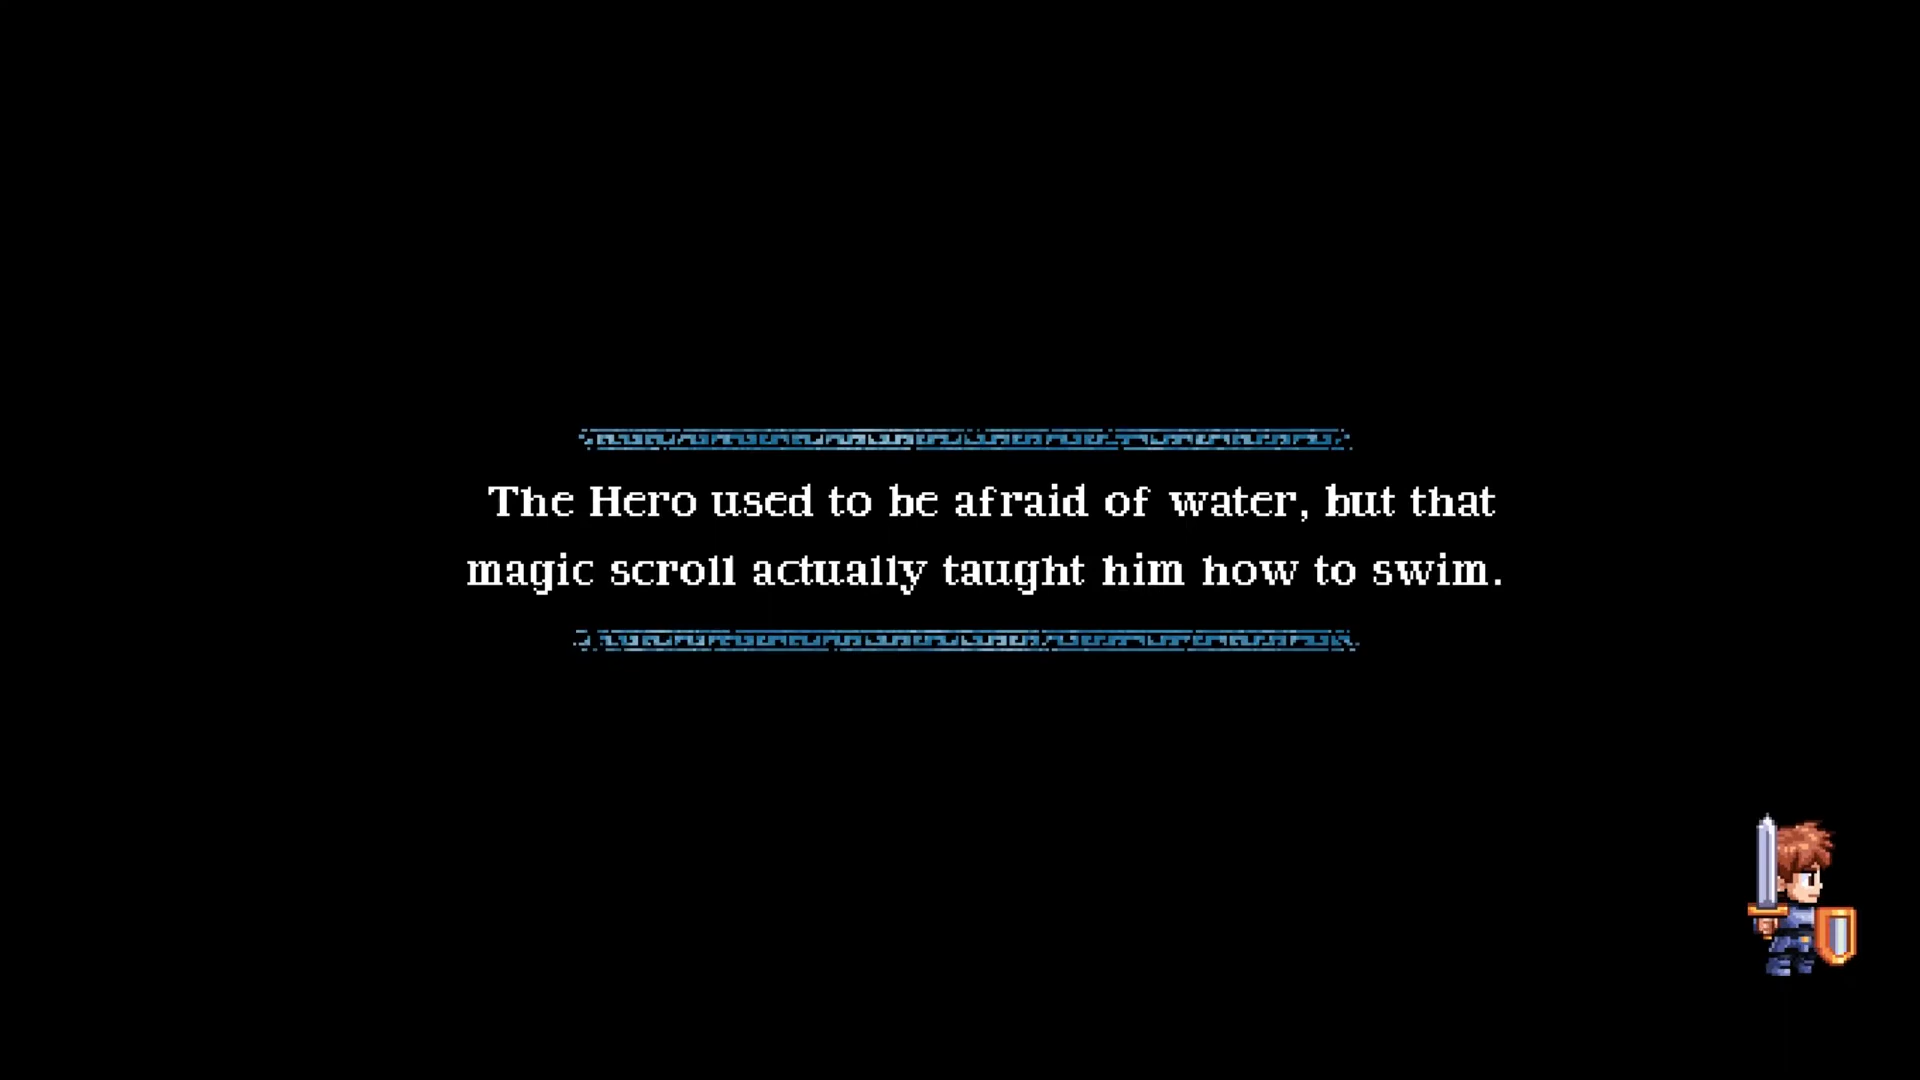 The Hero used to be afraid of water, but that
magic scroll actually taught him how to swim.